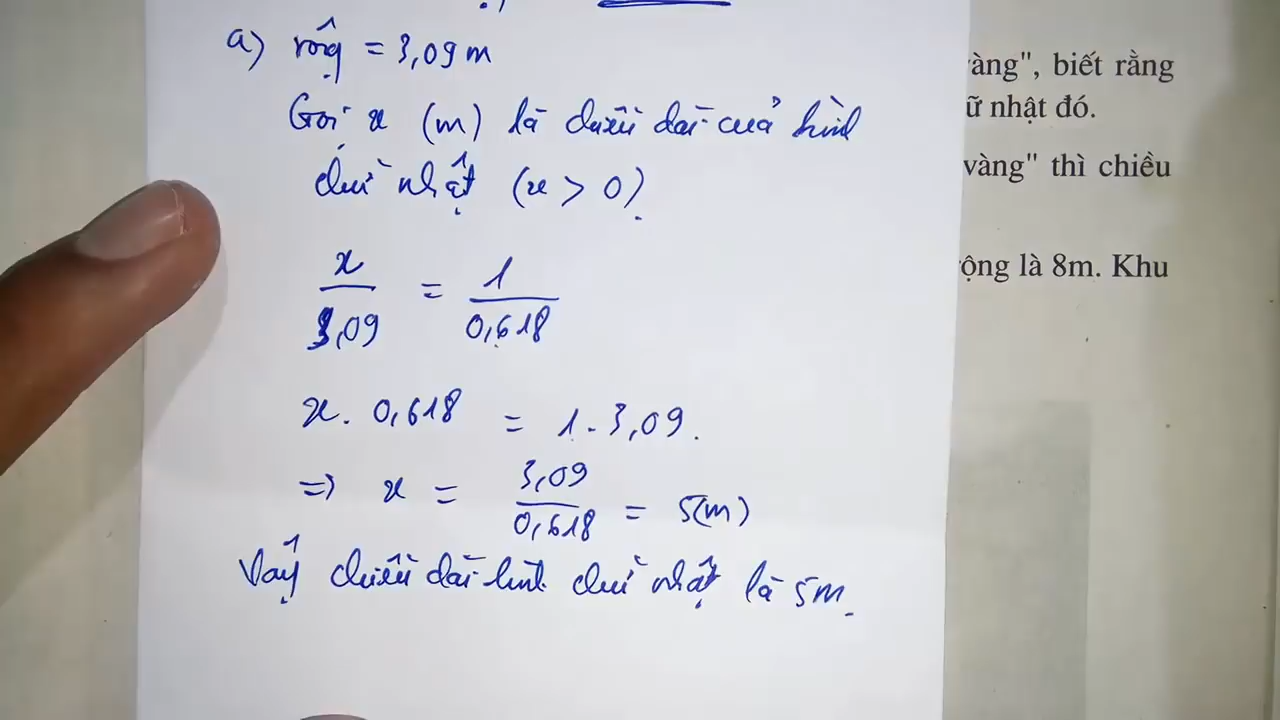 a) rộng = 3,09 m
Gọi x (m) là chiều dài của hình
chữ nhật (x > 0).
x/3,09 = 1/0,618
x. 0,618 = 1. 3,09.
=> x = 3,09/0,618 = 5(m)
Vậy chiều dài hình chữ nhật là 5m.
àng", biết rằng
ữ nhật đó.
vàng" thì chiều
rộng là 8m. Khu